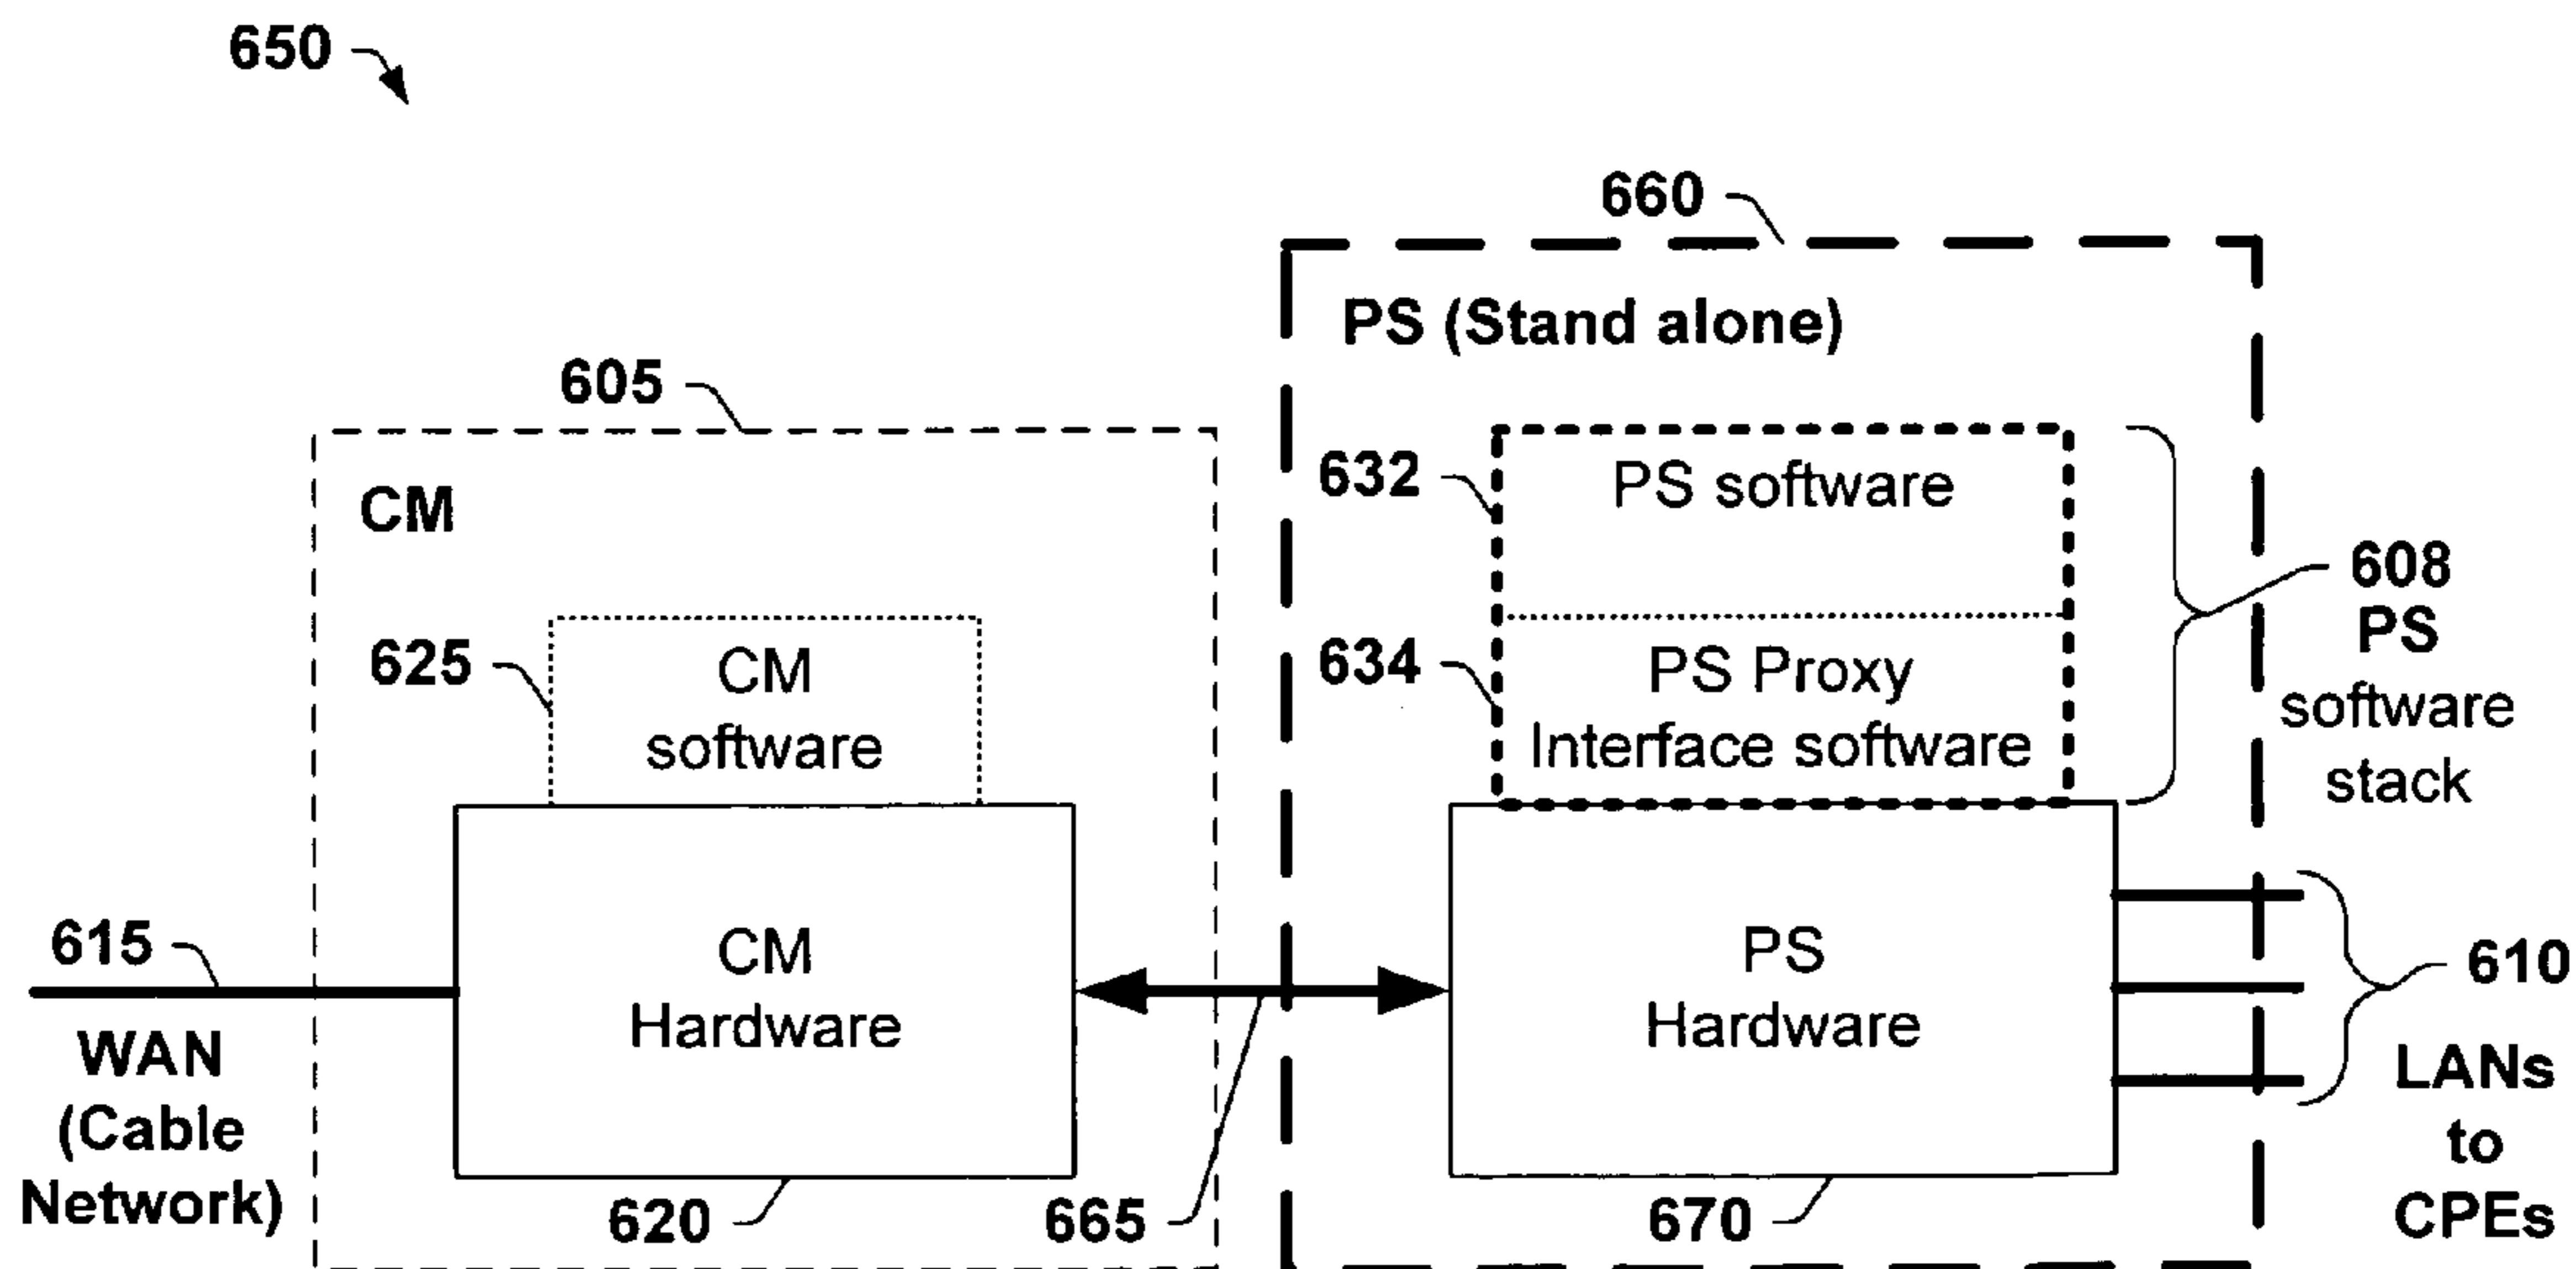 650
660
PS (Stand alone)
605
CM
632
PS software
608
PS
software
stack
625
CM
software
634
PS Proxy
Interface software
615
WAN
(Cable
Network)
CM
Hardware
PS
Hardware
610
LANs
to
CPEs
620
665
670